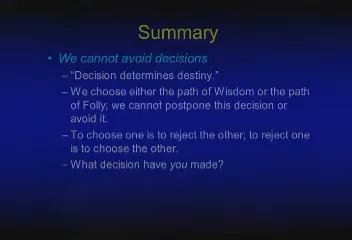 Summary
• We cannot avoid decisions
– “Decision determines destiny.”
– We choose either the path of Wisdom or the path
of Folly; we cannot postpone this decision or
avoid it.
– To choose one is to reject the other; to reject one
is to choose the other.
– What decision have you made?